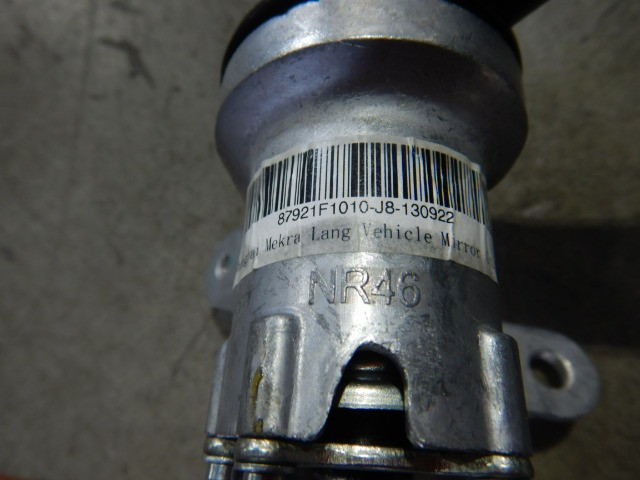 87921F1010-J8-130922
Mekra Lang Vehicle Mirror
NR46